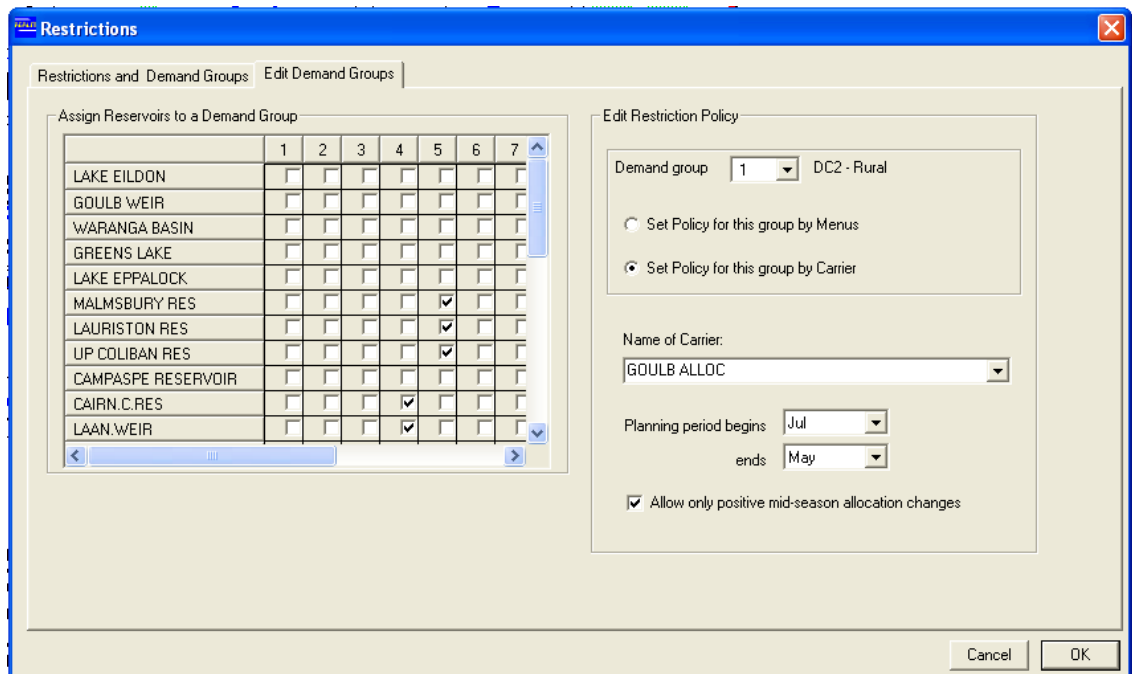 Restrictions
Restrictions and Demand Groups
Edit Demand Groups
Assign Reservoirs to a Demand Group
1 2 3 4 5 6 7
LAKE EILDON
GOULB WEIR
WARANGA BASIN
GREENS LAKE
LAKE EPPALOCK
MALMSBURY RES
LAURISTON RES
UP COLIBAN RES
CAMPASPE RESERVOIR
CAIRN.C.RES
LAAN.WEIR
Edit Restriction Policy
Demand group 1 DC2 - Rural
Set Policy for this group by Menus
Set Policy for this group by Carrier
Name of Carrier:
GOULB ALLOC
Planning period begins Jul
ends May
Allow only positive mid-season allocation changes
Cancel OK